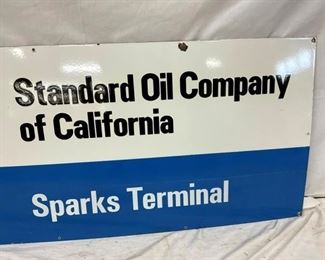 Standard Oil Company
of California
Sparks Terminal